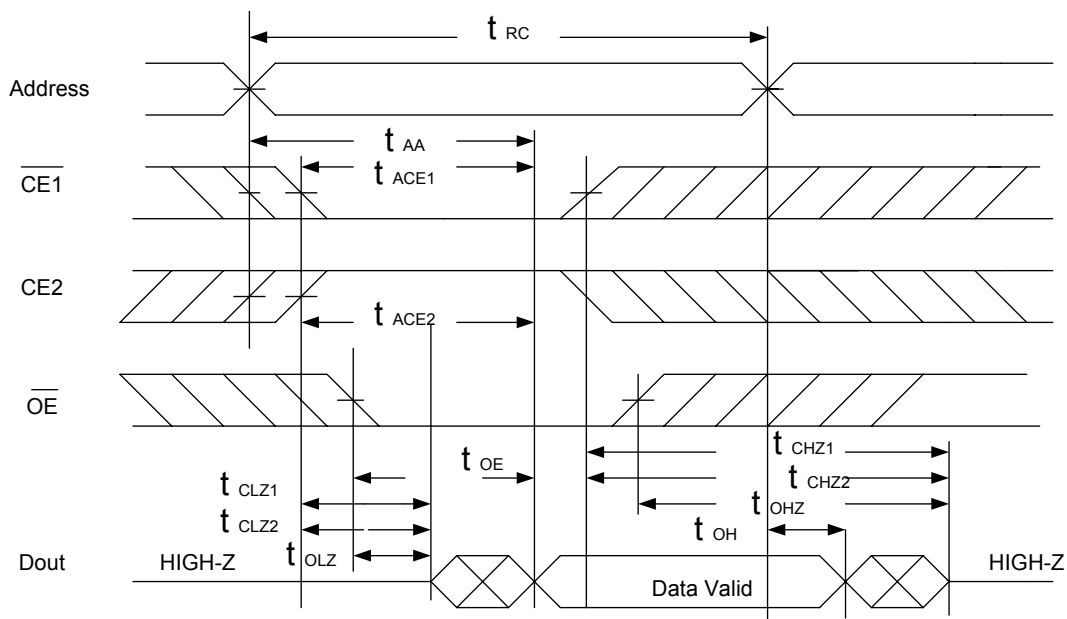 t RC
Address
t AA
CE1
t ACE1
CE2
t ACE2
OE
t OE
t CHZ1
t CLZ1
t CHZ2
t CLZ2
t OHZ
t OH
t OLZ
Dout
HIGH-Z
Data Valid
HIGH-Z